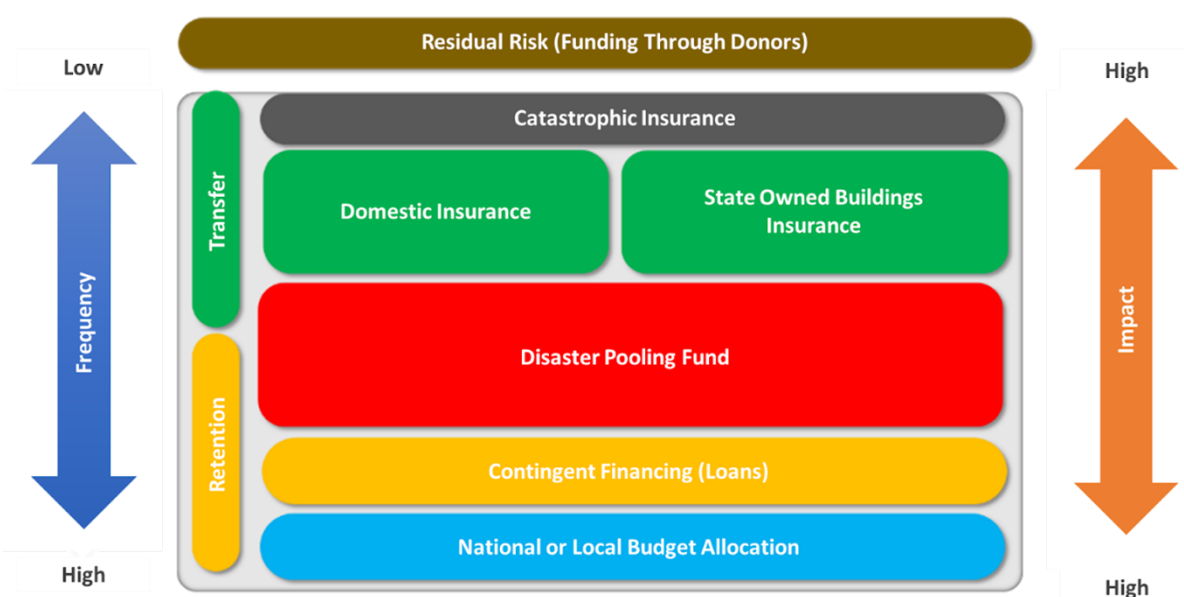 Residual Risk (Funding Through Donors)
Low
High
Catastrophic Insurance
Transfer
Domestic Insurance
State Owned Buildings
Insurance
Frequency
Impact
Disaster Pooling Fund
Retention
Contingent Financing (Loans)
National or Local Budget Allocation
High
High